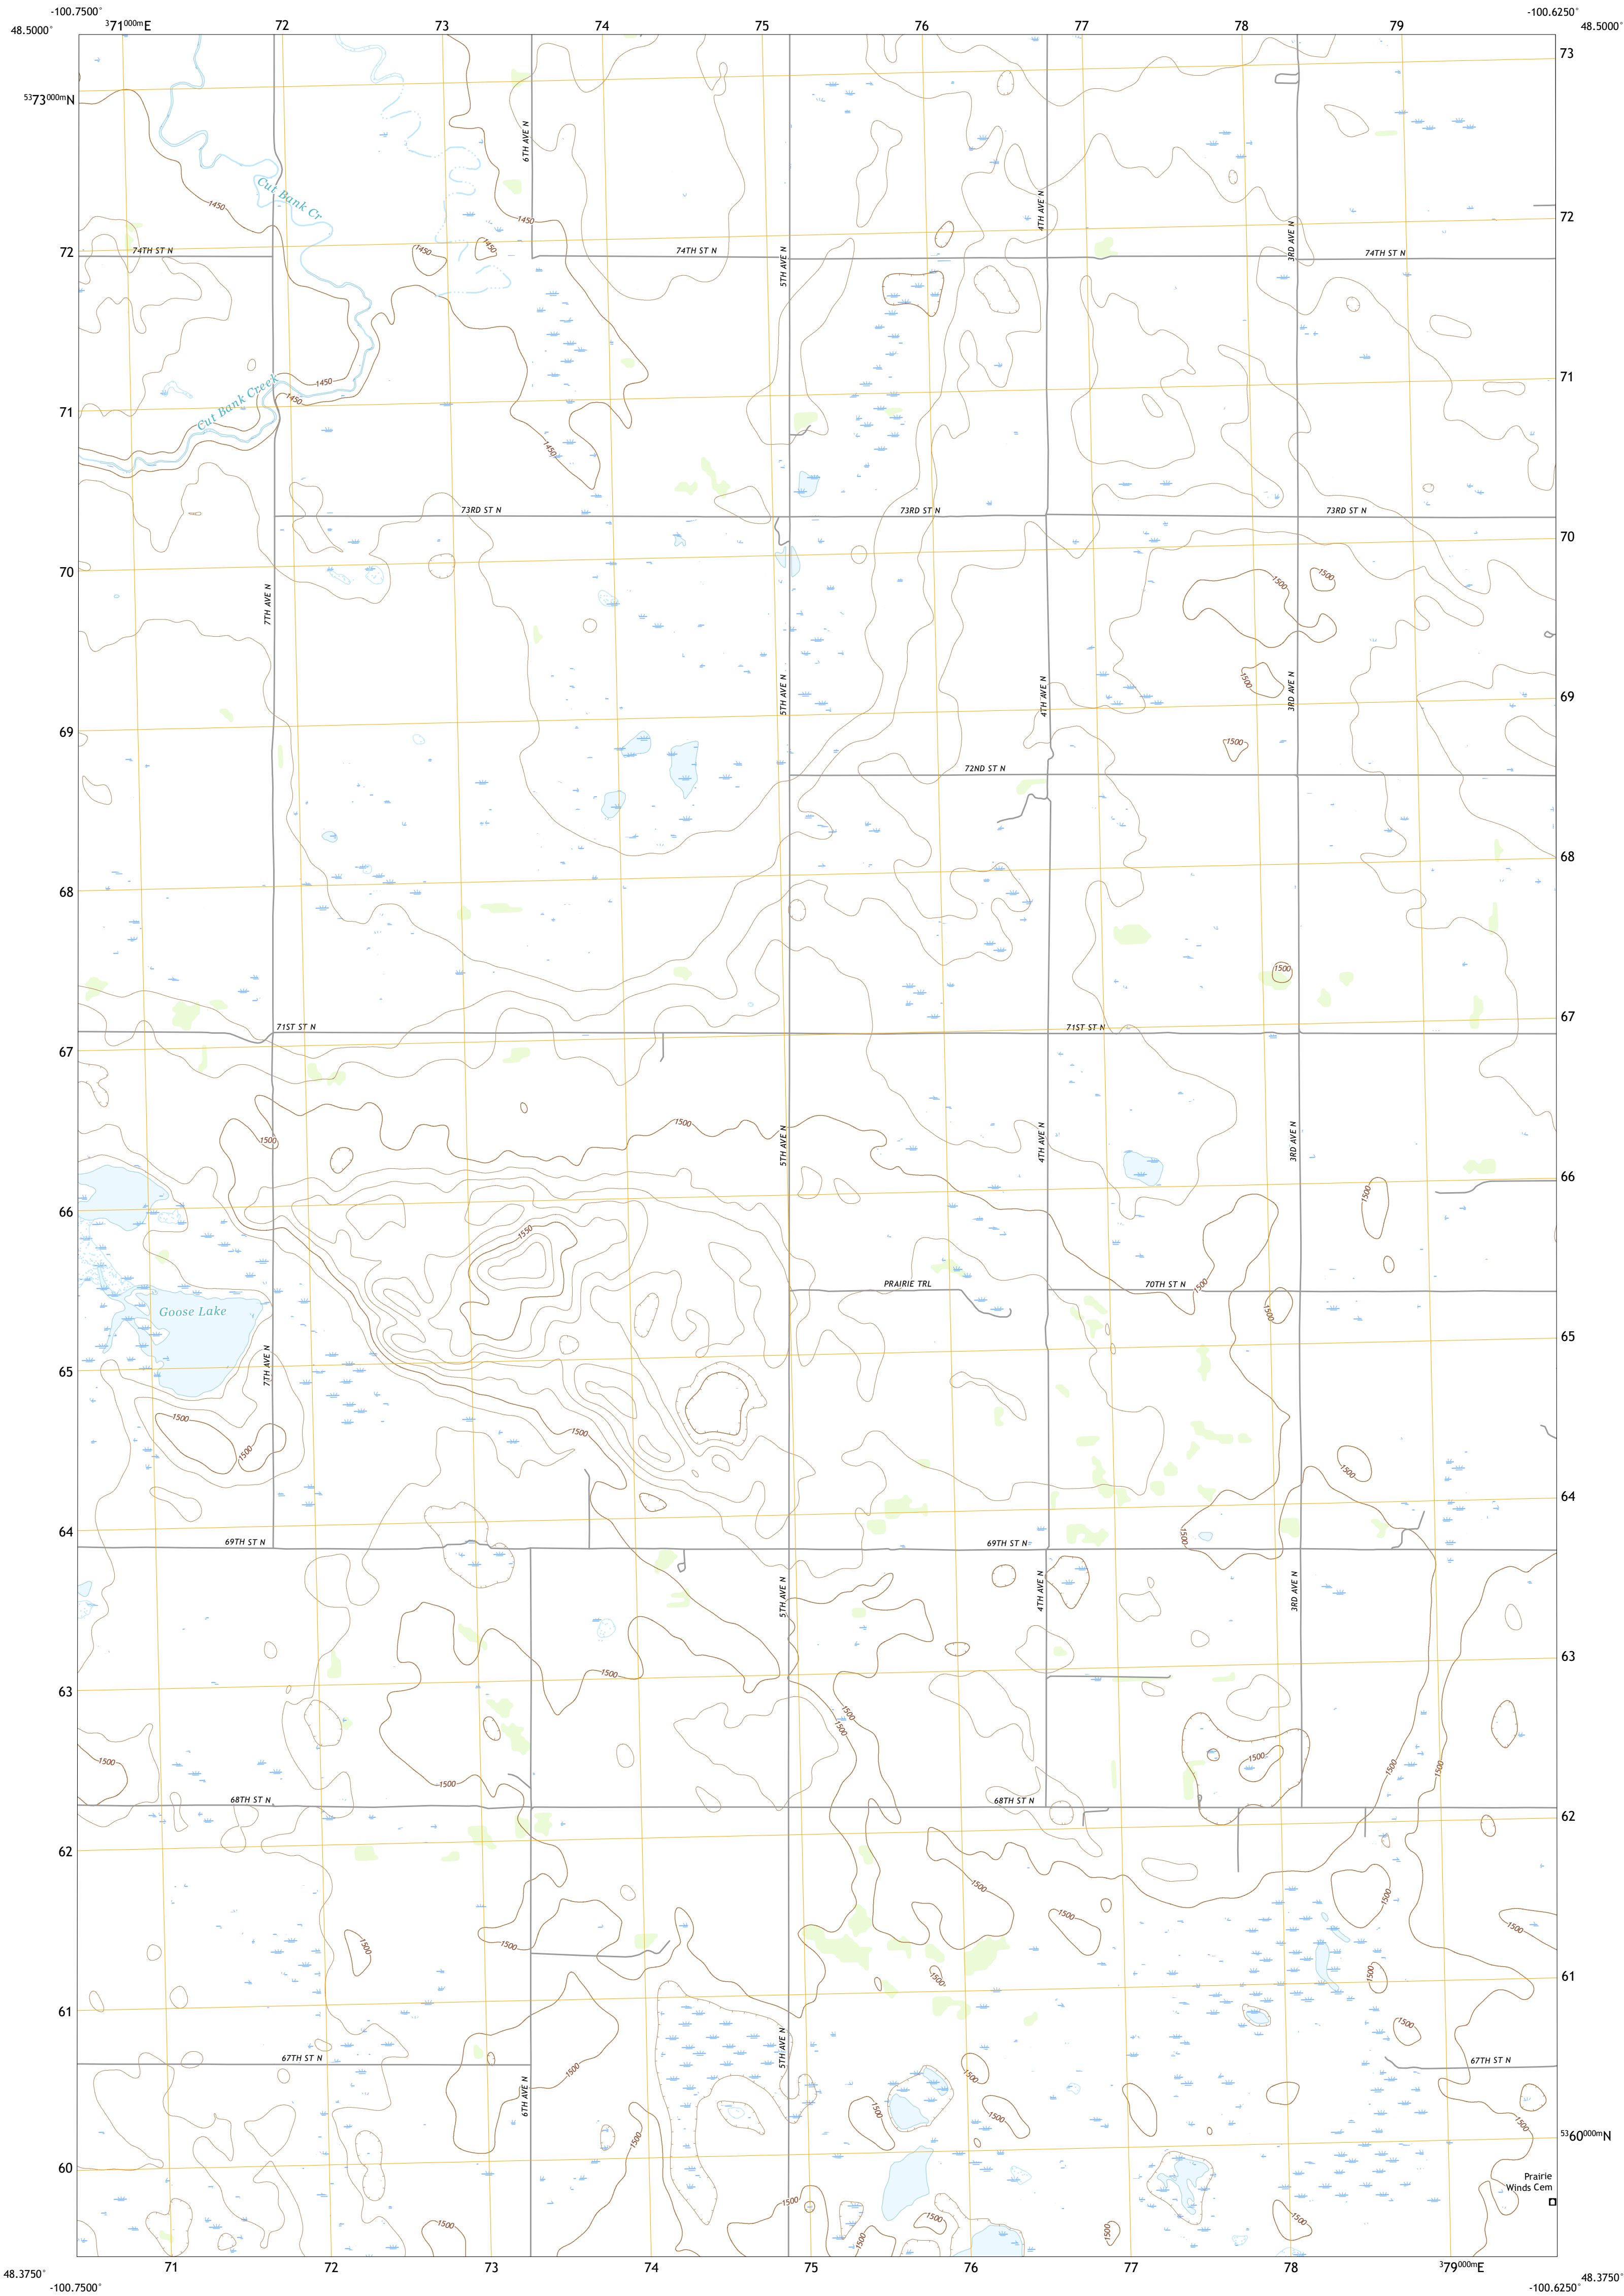 -100.7500°
371000mE
72
73
74
75
76
77
78
79
-100.6250°
48.5000°
48.5000°
73
5373000mN
6TH AVE N
Cut Bank Cr
1450
1450
4TH AVE N
72
3RD AVE N
72
74TH ST N
1450
1450
74TH ST N
5TH AVE N
74TH ST N
71
1450
Cut Bank Creek
1450
71
1450
73RD ST N
73RD ST N
73RD ST N
70
70
1500
1500
7TH AVE N
5TH AVE N
4TH AVE N
1500
3RD AVE N
69
69
1500
72ND ST N
68
68
1500
71ST ST N
71ST ST N
67
67
1500
1500
5TH AVE N
4TH AVE N
3RD AVE N
66
1500
66
1550
PRAIRIE TRL
70TH ST N
1500
Goose Lake
1500
65
7TH AVE N
65
1500
1500
1500
1500
64
64
1500
69TH ST N
69TH ST N
5TH AVE N
4TH AVE N
3RD AVE N
63
1500
63
1500
1500
1500
1500
1500
1500
1500
68TH ST N
68TH ST N
62
62
1500
1500
1500
1500
1500
1500
1500
1500
61
61
1500
5TH AVE N
67TH ST N
67TH ST N
1500
1500
6TH AVE N
1500
1500
1500
1500
5360000mN
60
Prairie
Winds Cem
1500
1500
1500
1500
1500
1500
71
72
73
74
75
76
77
78
379000mE
48.3750°
48.3750°
-100.7500°
-100.6250°